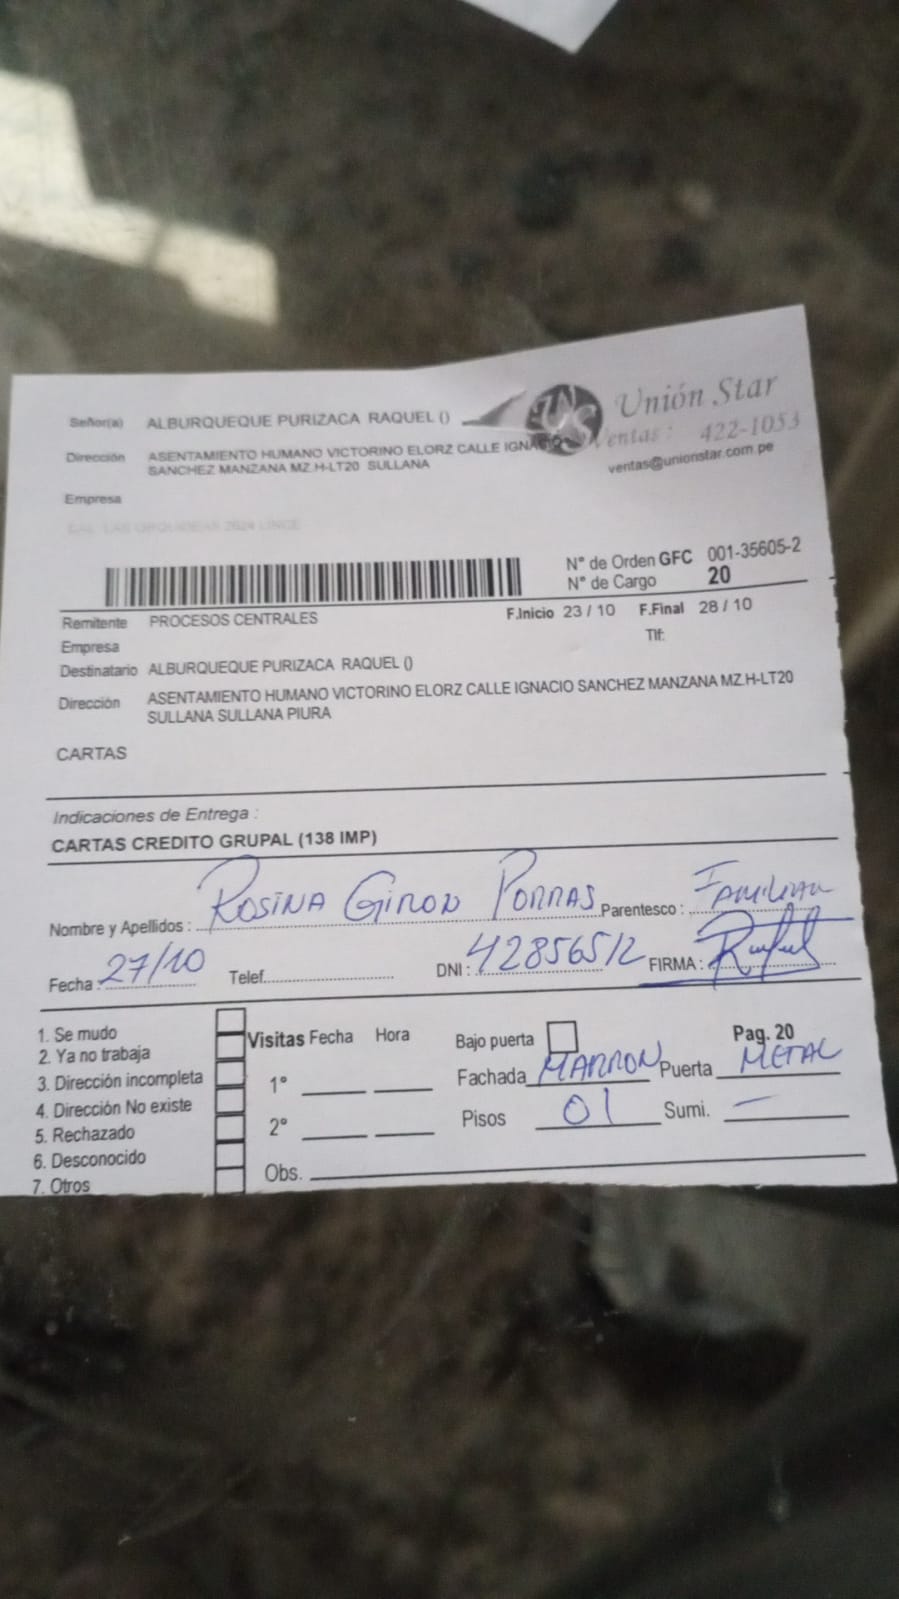 Unión Star
Señor(a) ALBURQUEQUE PURIZACA RAQUEL ()
Ventas: 422-1053
Dirección ASENTAMIENTO HUMANO VICTORINO ELORZ CALLE IGNACIO
SANCHEZ MANZANA MZ.H-LT20 SULLANA
ventas@unionstar.com.pe
Empresa
CAL. LAS ORQUIDEAS 2624 LINCE
N° de Orden GFC 001-35605-2
N° de Cargo 20
Remitente PROCESOS CENTRALES F.Inicio 23 / 10 F.Final 28 / 10
Empresa Tlf:
Destinatario ALBURQUEQUE PURIZACA RAQUEL ()
Dirección ASENTAMIENTO HUMANO VICTORINO ELORZ CALLE IGNACIO SANCHEZ MANZANA MZ.H-LT20
SULLANA SULLANA PIURA
CARTAS
Indicaciones de Entrega :
CARTAS CREDITO GRUPAL (138 IMP)
Nombre y Apellidos : ROSINA GIRON PORRAS Parentesco : FAMILIAR
Fecha : 27/10 Telef. DNI : 42856512 FIRMA :
1. Se mudo
2. Ya no trabaja
3. Dirección incompleta
4. Dirección No existe
5. Rechazado
6. Desconocido
7. Otros
Visitas Fecha Hora Bajo puerta Pag. 20
1° Fachada MARRON Puerta METAL
2° Pisos 01 Sumi. —
Obs.